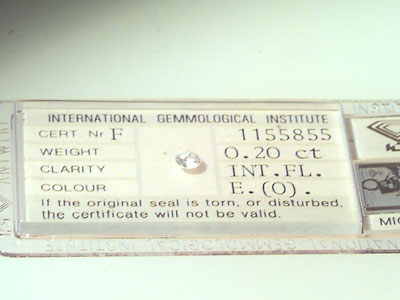 INTERNATIONAL GEMMOLOGICAL INSTITUTE
CERT. Nr F 1155855
WEIGHT 0.20 ct
CLARITY INT.FL.
COLOUR E.(O).
If the original seal is torn, or disturbed,
the certificate will not be valid.
MIC